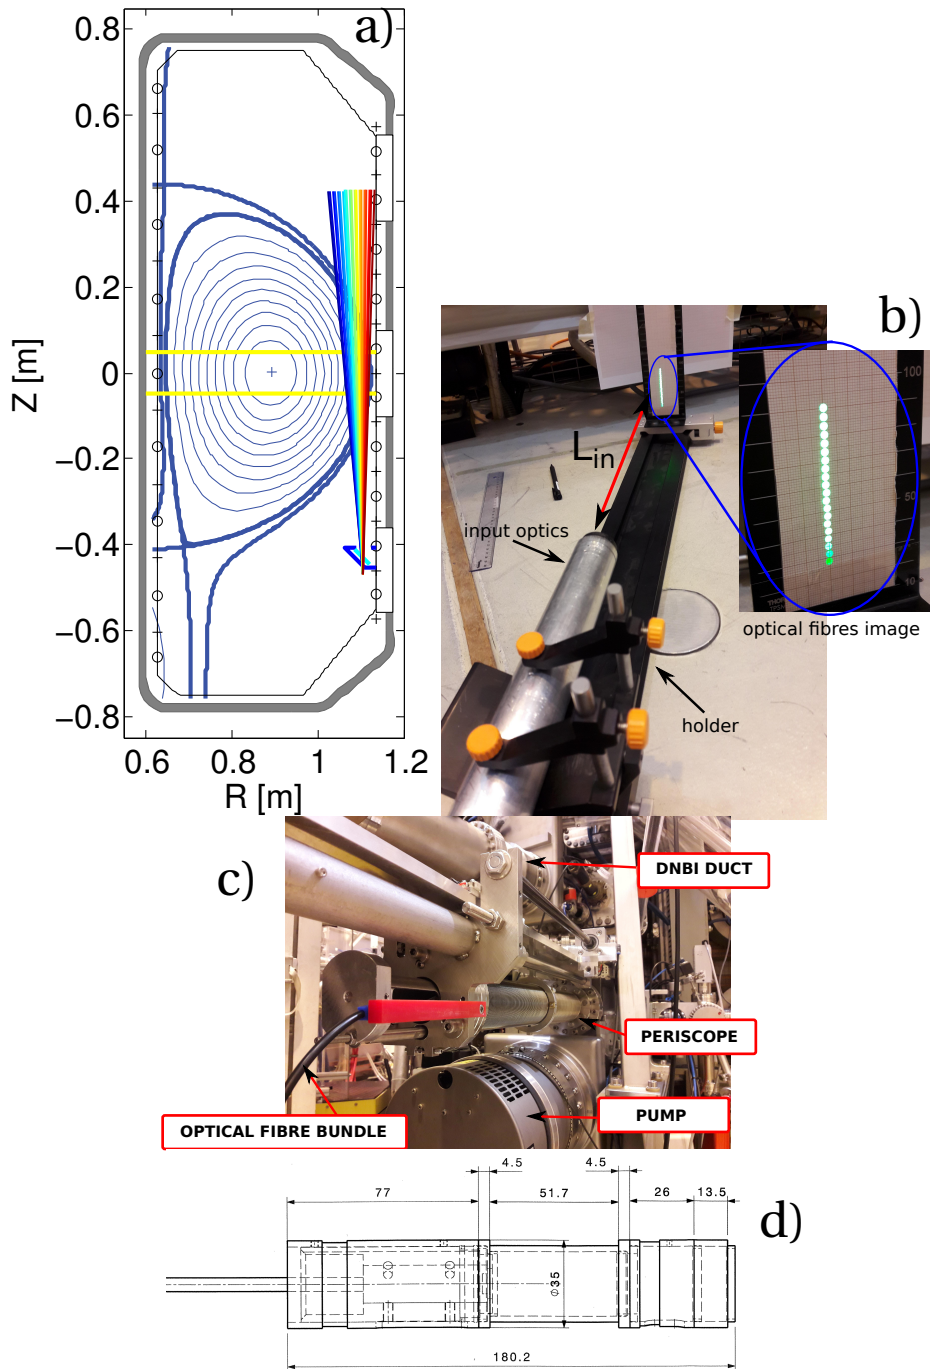 a)
0.8
0.6
0.4
0.2
0
−0.2
−0.4
−0.6
−0.8
Z [m]
0.6 0.8 1 1.2
R [m]
b)
L_in
input optics
holder
100
50
10
optical fibres image
c)
DNBI DUCT
PERISCOPE
PUMP
OPTICAL FIBRE BUNDLE
d)
4.5 4.5
77 51.7 26 13.5
⌀35
180.2